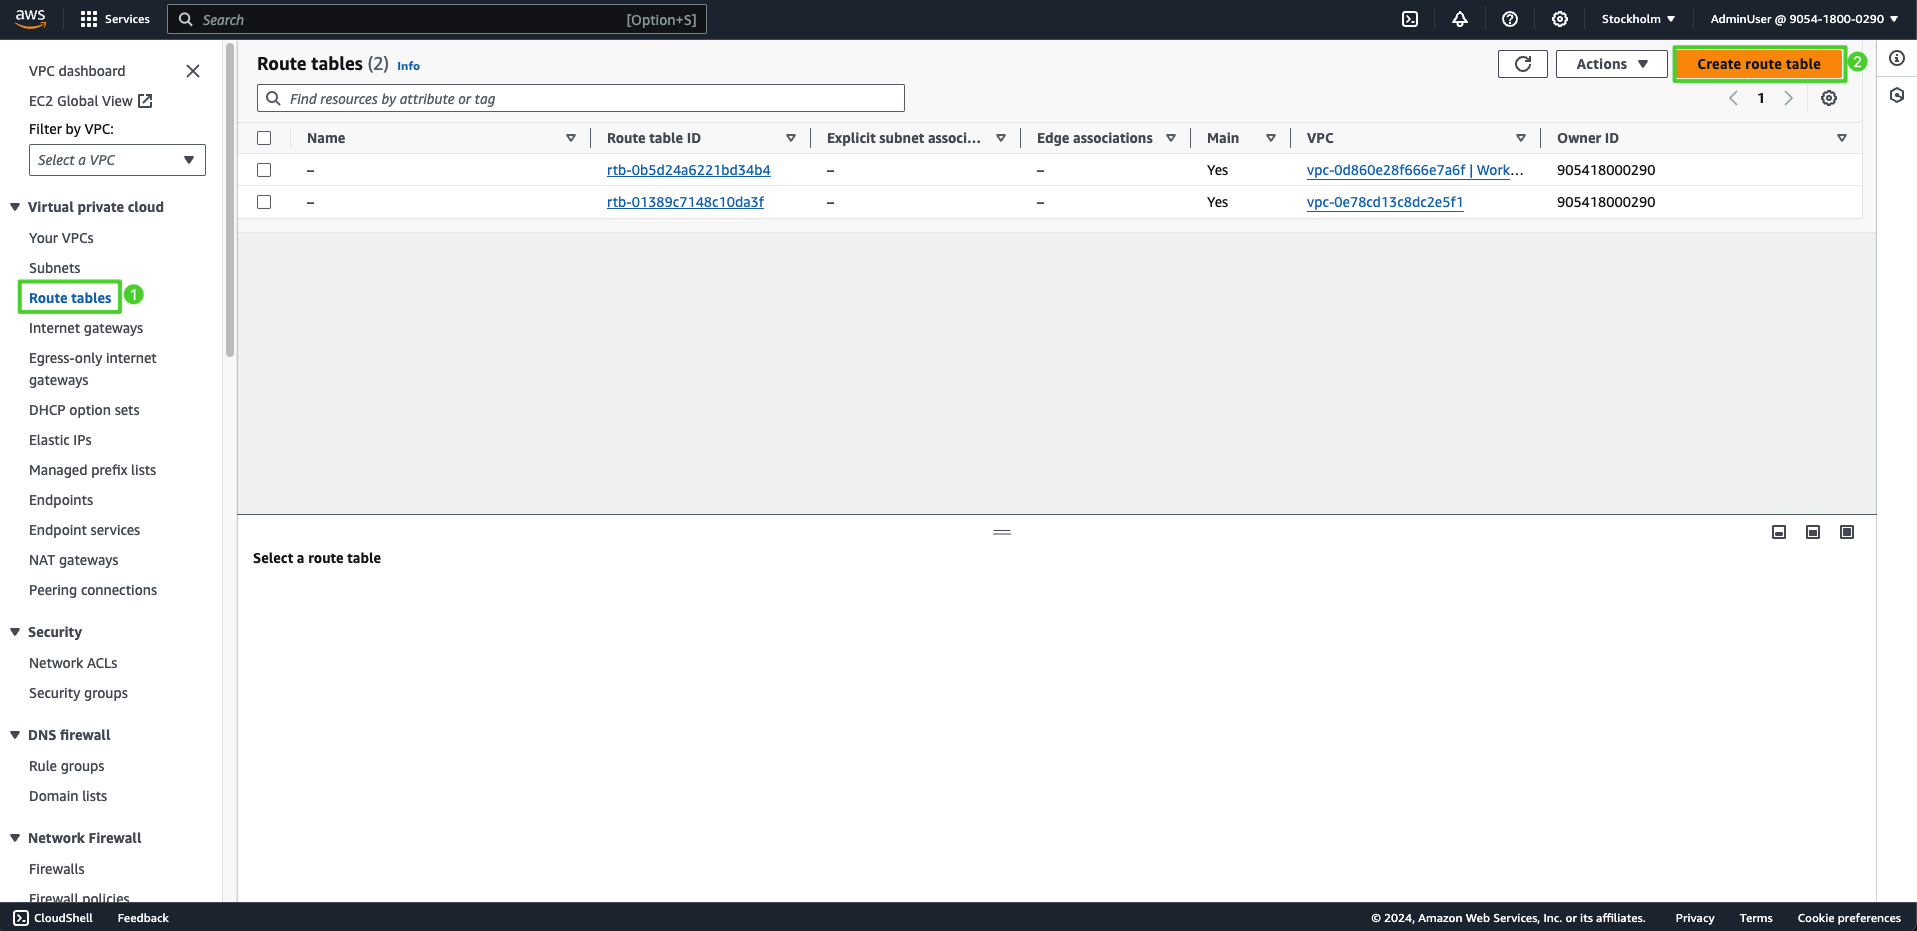 aws
Services
Search
[Option+S]
Stockholm
AdminUser @ 9054-1800-0290
VPC dashboard
EC2 Global View
Filter by VPC:
Select a VPC
Virtual private cloud
Your VPCs
Subnets
Route tables
1
Internet gateways
Egress-only internet
gateways
DHCP option sets
Elastic IPs
Managed prefix lists
Endpoints
Endpoint services
NAT gateways
Peering connections
Security
Network ACLs
Security groups
DNS firewall
Rule groups
Domain lists
Network Firewall
Firewalls
Firewall policies
Route tables (2) Info
Actions
Create route table
2
Find resources by attribute or tag
1
Name Route table ID Explicit subnet associ... Edge associations Main VPC Owner ID
– rtb-0b5d24a6221bd34b4 – – Yes vpc-0d860e28f666e7a6f | Work... 905418000290
– rtb-01389c7148c10da3f – – Yes vpc-0e78cd13c8dc2e5f1 905418000290
Select a route table
CloudShell
Feedback
© 2024, Amazon Web Services, Inc. or its affiliates.
Privacy
Terms
Cookie preferences